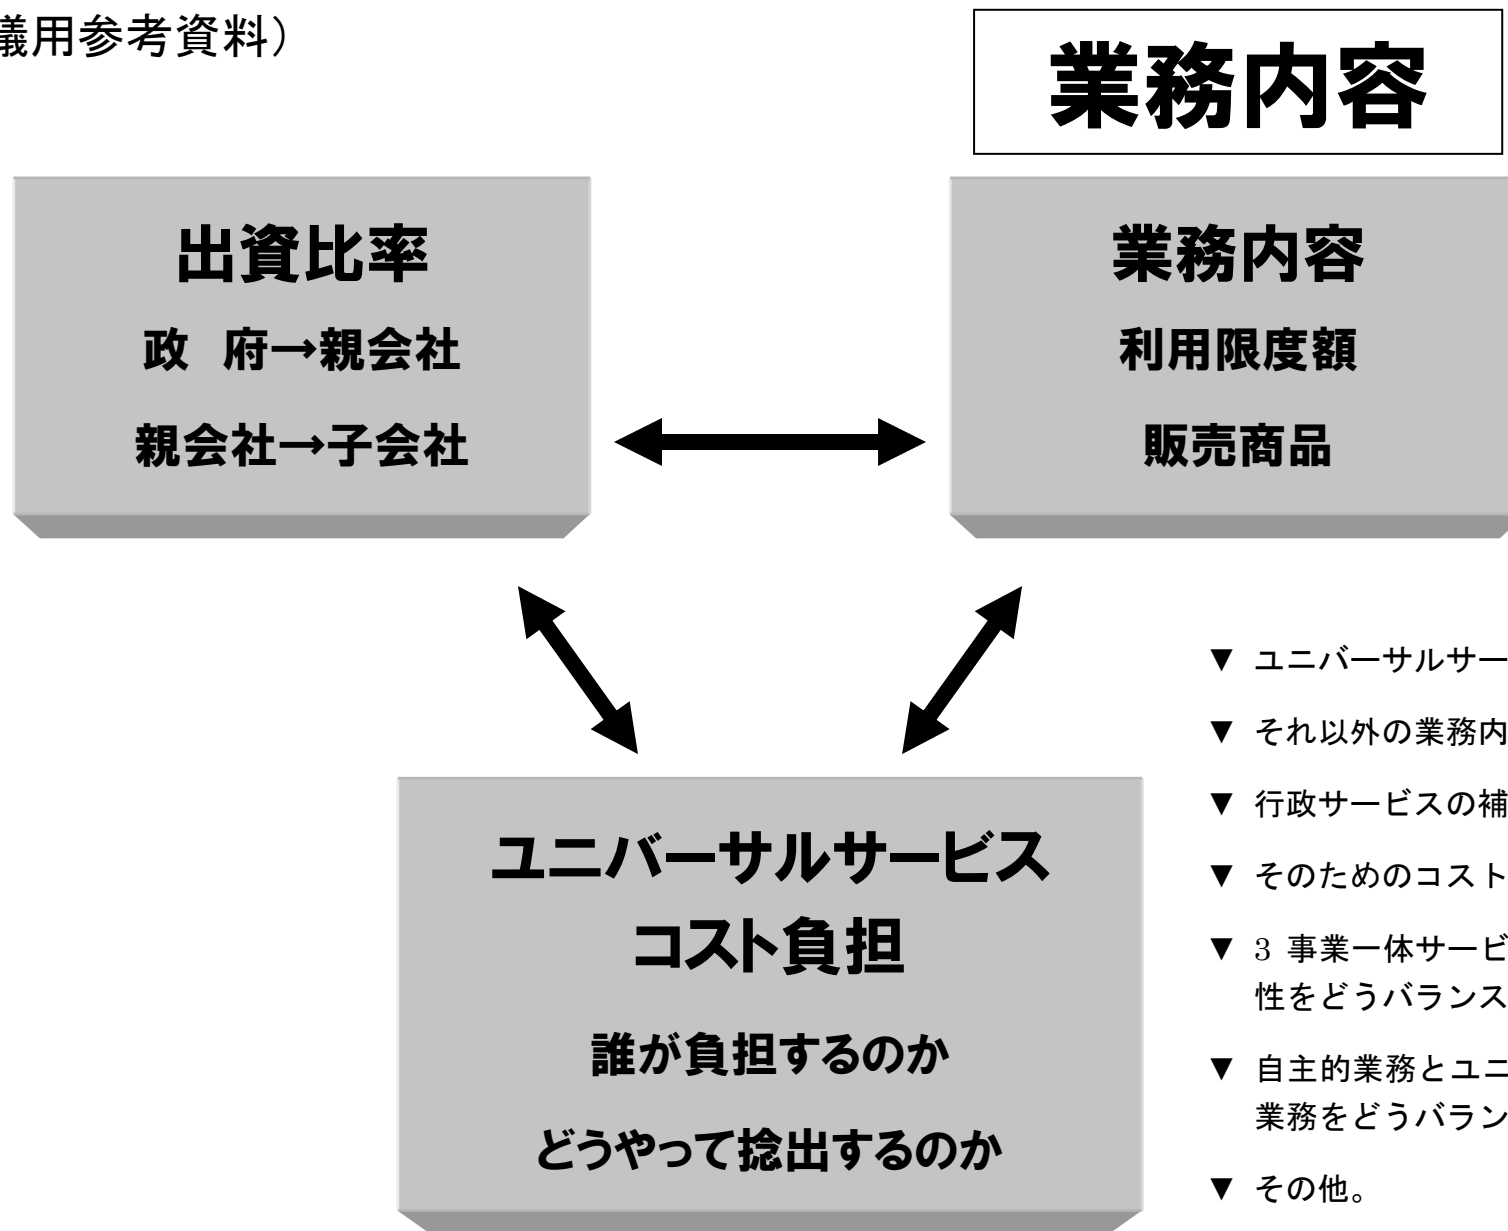 議用参考資料）
業務内容
出資比率
政　府→親会社
親会社→子会社
業務内容
利用限度額
販売商品
ユニバーサルサービス
コスト負担
誰が負担するのか
どうやって捻出するのか
▼ ユニバーサルサー
▼ それ以外の業務内
▼ 行政サービスの補
▼ そのためのコスト
▼ 3 事業一体サービ
性をどうバランス
▼ 自主的業務とユニ
業務をどうバラン
▼ その他。